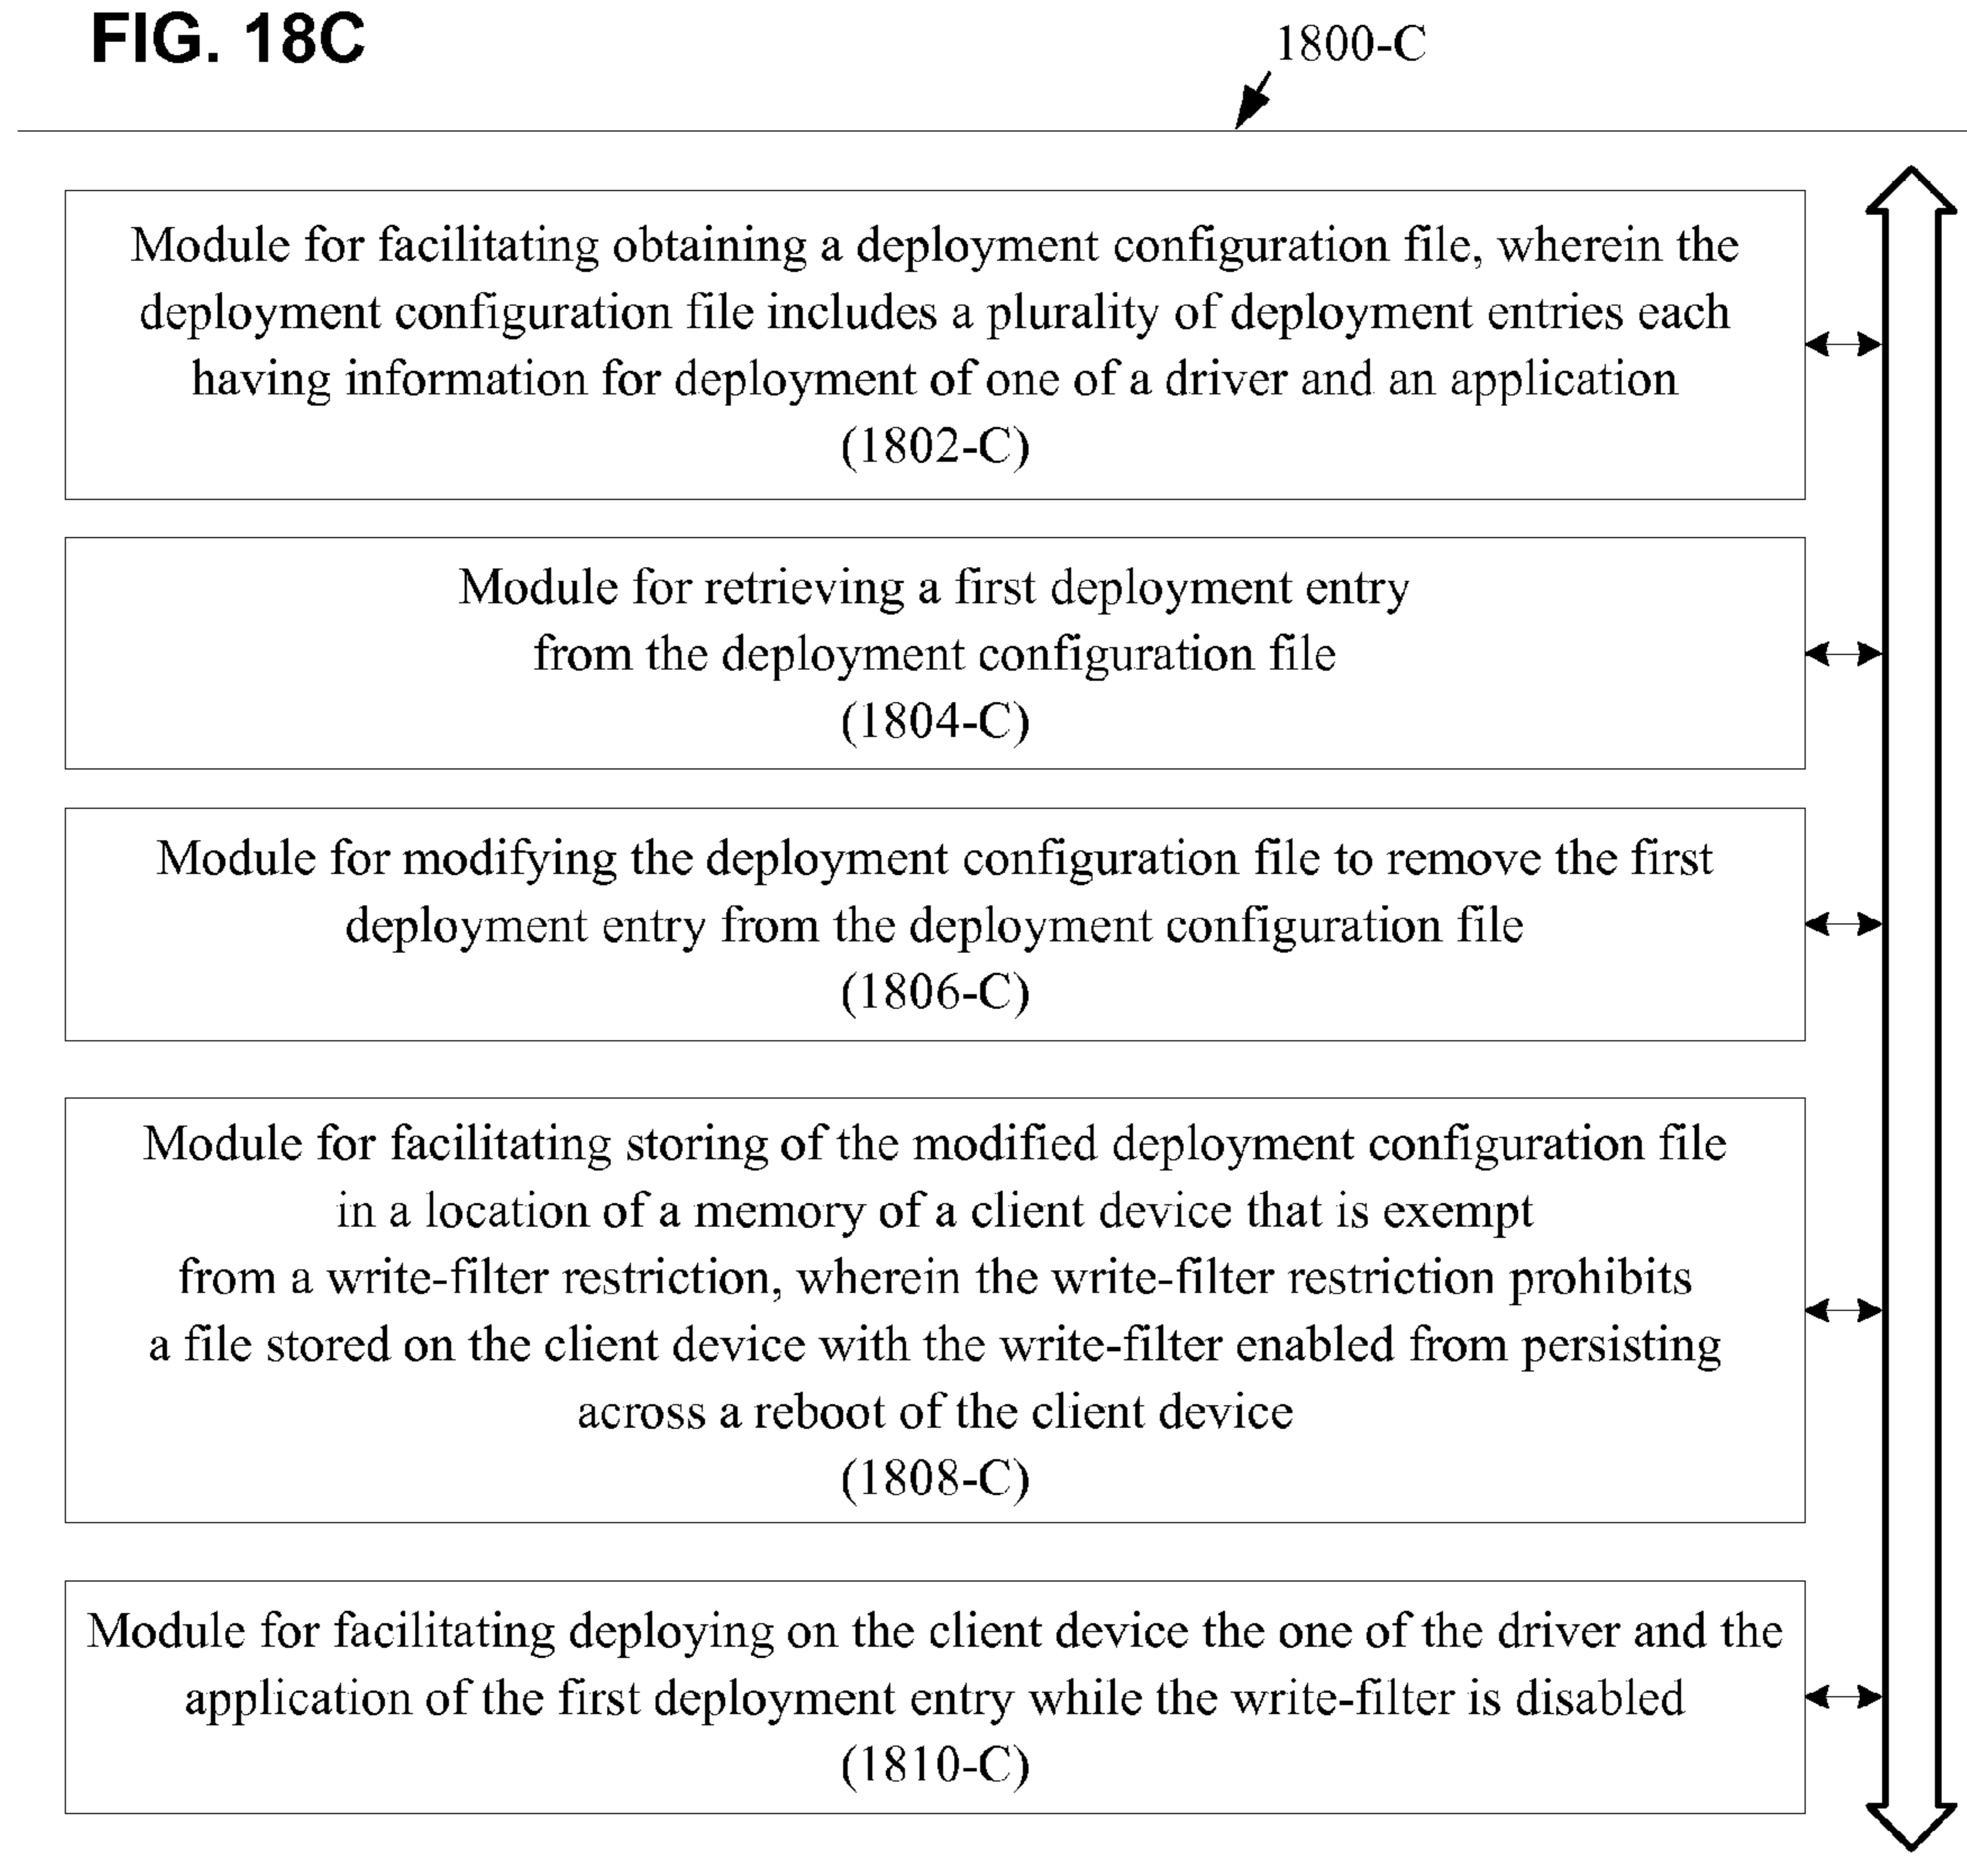 FIG. 18C
1800-C
Module for facilitating obtaining a deployment configuration file, wherein the
deployment configuration file includes a plurality of deployment entries each
having information for deployment of one of a driver and an application
(1802-C)
Module for retrieving a first deployment entry
from the deployment configuration file
(1804-C)
Module for modifying the deployment configuration file to remove the first
deployment entry from the deployment configuration file
(1806-C)
Module for facilitating storing of the modified deployment configuration file
in a location of a memory of a client device that is exempt
from a write-filter restriction, wherein the write-filter restriction prohibits
a file stored on the client device with the write-filter enabled from persisting
across a reboot of the client device
(1808-C)
Module for facilitating deploying on the client device the one of the driver and the
application of the first deployment entry while the write-filter is disabled
(1810-C)